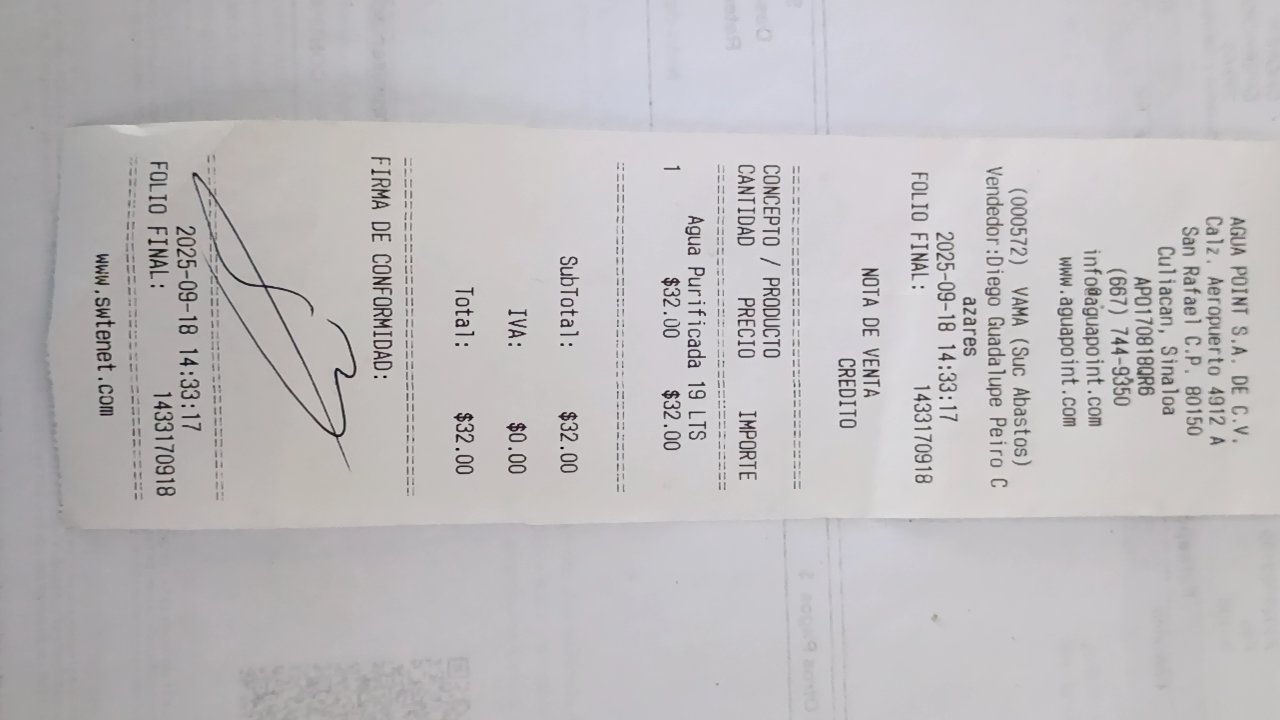 AGUA POINT S.A. DE C.V.
Calz. Aeropuerto 4912 A
San Rafael C.P. 80150
Culiacan, Sinaloa
APO170818QR6
(667) 744-9350
info@aiguapoint.com
www.aguapoint.com
(000572) VAMA (Suc Abastos)
Vendedor:Diego Guadalupe Peiro C
azares
2025-09-18 14:33:17
FOLIO FINAL: 1433170918
NOTA DE VENTA
CREDITO
CONCEPTO / PRODUCTO
CANTIDAD PRECIO IMPORTE
Agua Purificada 19 LTS
1 $32.00 $32.00
SubTotal: $32.00
IVA: $0.00
Total: $32.00
FIRMA DE CONFORMIDAD:
2025-09-18 14:33:17
FOLIO FINAL: 1433170918
www.swtenet.com